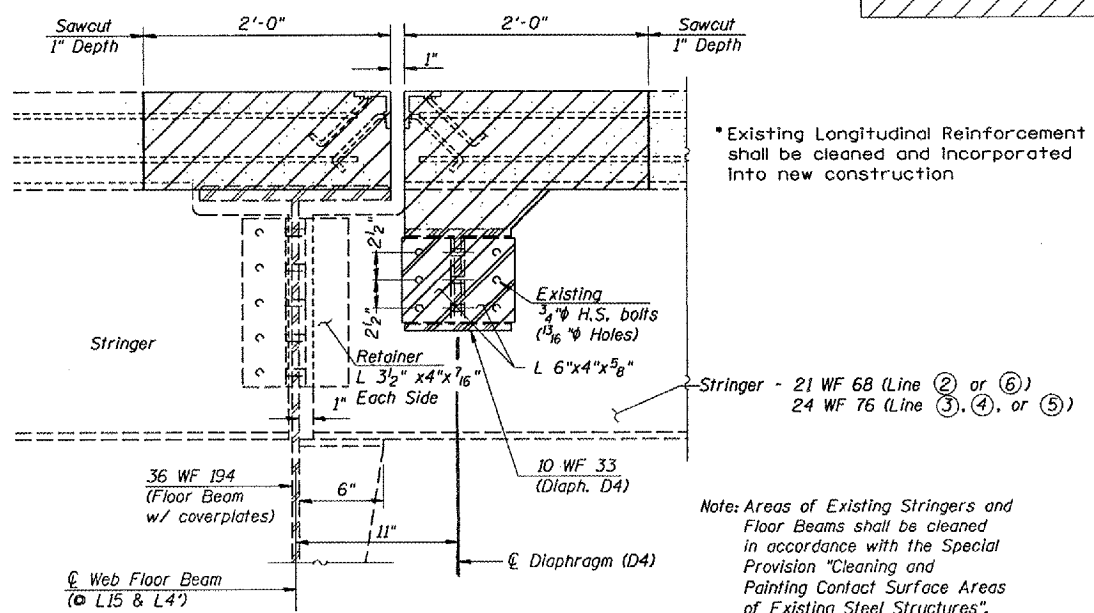 Sawcut
1" Depth
2'-0"
2'-0"
Sawcut
1" Depth
1"
*Existing Longitudinal Reinforcement
shall be cleaned and incorporated
into new construction
2½"
2½"
Existing
¾"φ H.S. bolts
(13/16"φ Holes)
Stringer
Retainer
L 3½" x4"x7/16"
Each Side
L 6"x4"x⅝"
1"
Stringer - 21 WF 68 (Line ② or ⑥)
24 WF 76 (Line ③, ④, or ⑤)
36 WF 194
(Floor Beam
w/ coverplates)
6"
10 WF 33
(Diaph. D4)
11"
℄ Diaphragm (D4)
℄ Web Floor Beam
(@ L15 & L4')
Note: Areas of Existing Stringers and
Floor Beams shall be cleaned
in accordance with the Special
Provision "Cleaning and
Painting Contact Surface Areas
of Existing Steel Structures".